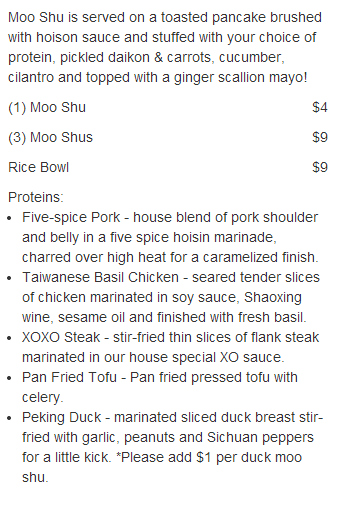 Moo Shu is served on a toasted pancake brushed
with hoison sauce and stuffed with your choice of
protein, pickled daikon & carrots, cucumber,
cilantro and topped with a ginger scallion mayo!
(1) Moo Shu $4
(3) Moo Shus $9
Rice Bowl $9
Proteins:
• Five-spice Pork - house blend of pork shoulder
and belly in a five spice hoisin marinade,
charred over high heat for a caramelized finish.
• Taiwanese Basil Chicken - seared tender slices
of chicken marinated in soy sauce, Shaoxing
wine, sesame oil and finished with fresh basil.
• XOXO Steak - stir-fried thin slices of flank steak
marinated in our house special XO sauce.
• Pan Fried Tofu - Pan fried pressed tofu with
celery.
• Peking Duck - marinated sliced duck breast stir-
fried with garlic, peanuts and Sichuan peppers
for a little kick. *Please add $1 per duck moo
shu.